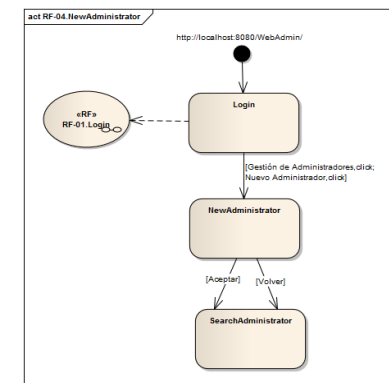 act RF-04.NewAdministrator
http://localhost:8080/WebAdmin/
Login
«RF»
RF-01.Login
[Gestión de Administradores,click;
Nuevo Administrador,click]
NewAdministrator
[Aceptar]
[Volver]
SearchAdministrator